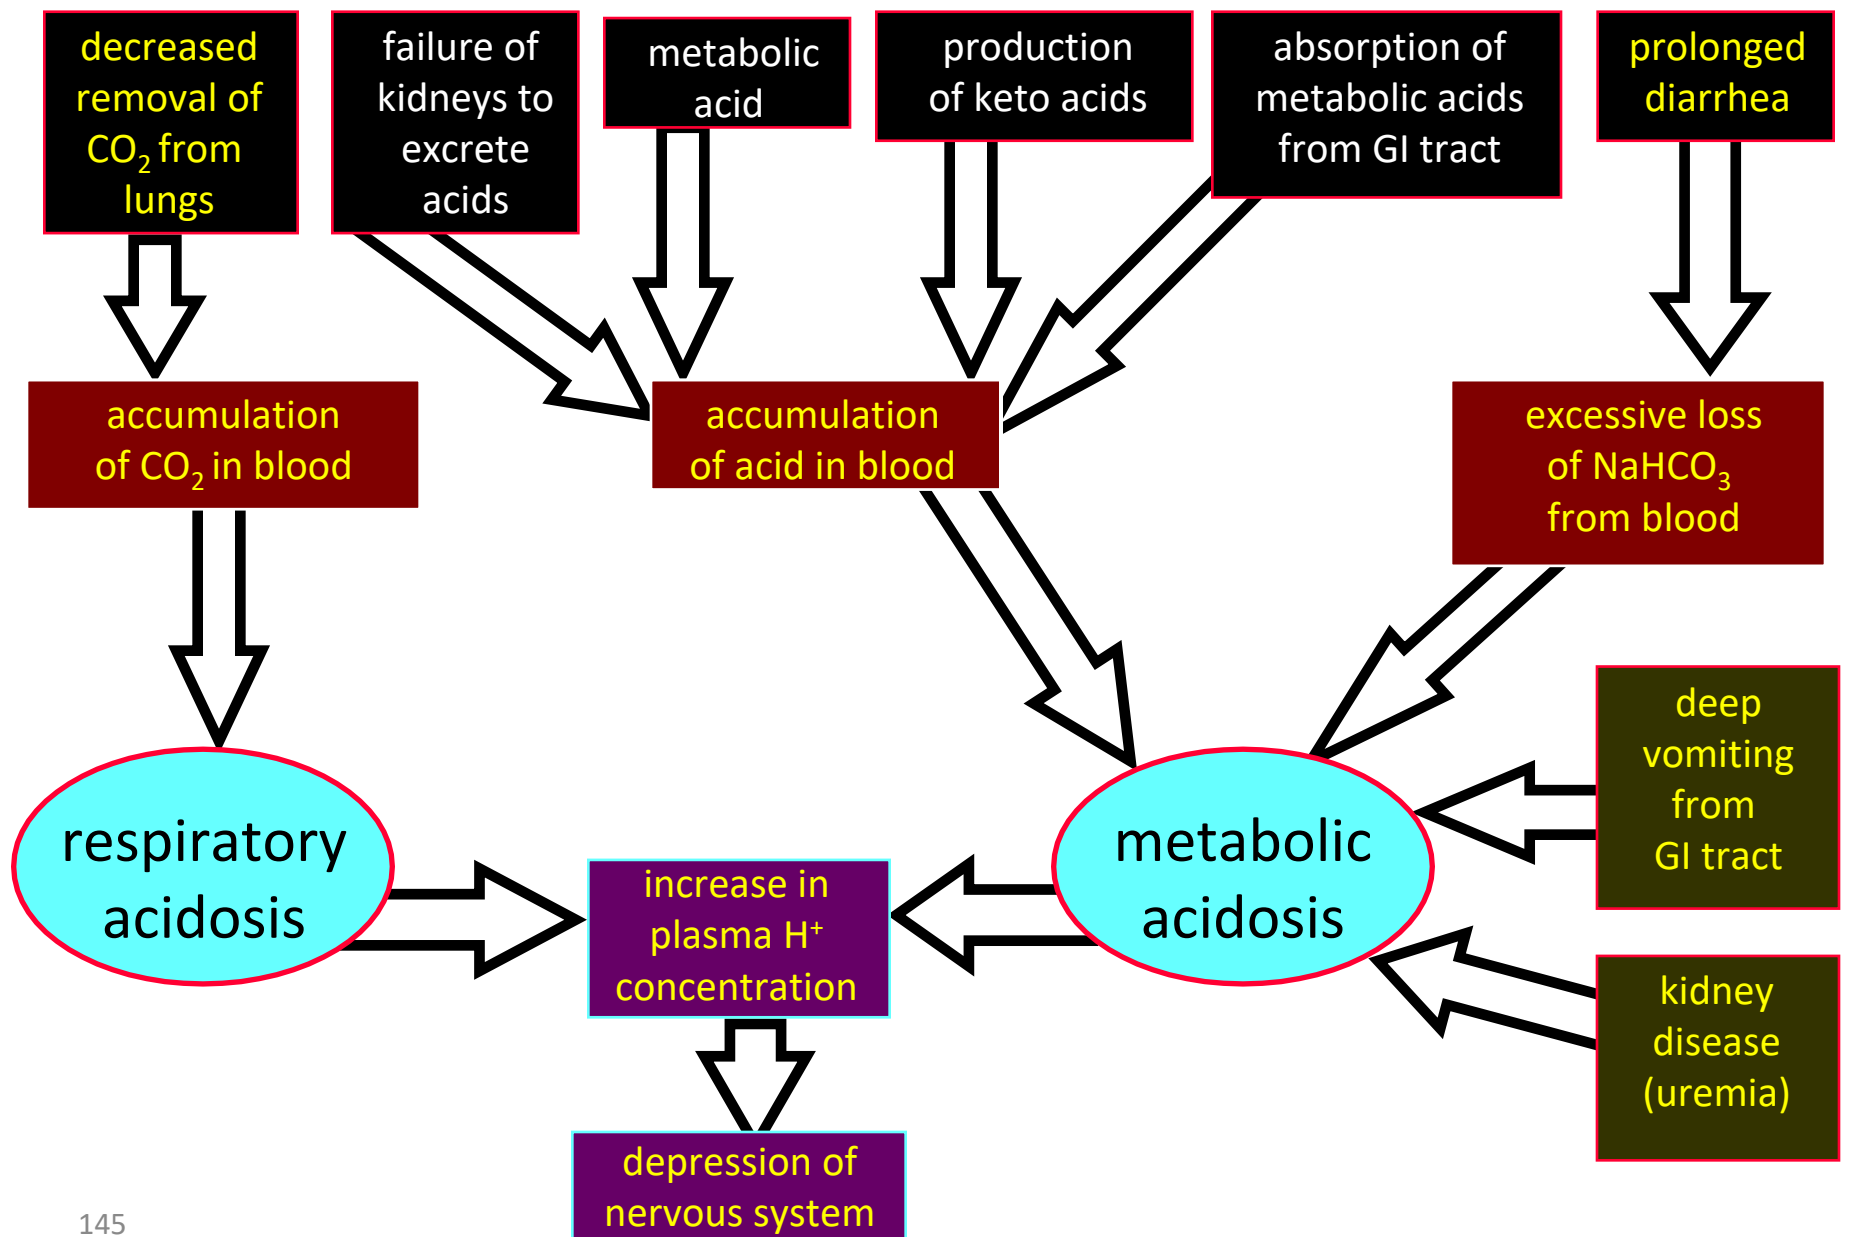 decreased
removal of
CO₂ from
lungs
failure of
kidneys to
excrete
acids
metabolic
acid
production
of keto acids
absorption of
metabolic acids
from GI tract
prolonged
diarrhea
accumulation
of CO₂ in blood
accumulation
of acid in blood
excessive loss
of NaHCO₃
from blood
deep
vomiting
from
GI tract
respiratory
acidosis
metabolic
acidosis
increase in
plasma H⁺
concentration
kidney
disease
(uremia)
depression of
nervous system
145